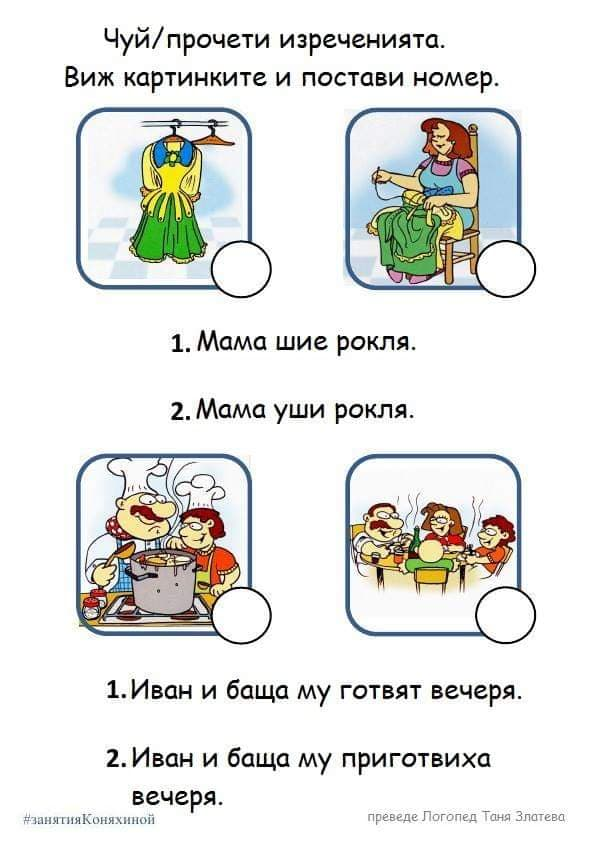 Чуй/прочети изреченията.
Виж картинките и постави номер.
1. Мама шие рокля.
2. Мама уши рокля.
1. Иван и баща му готвят вечеря.
2. Иван и баща му приготвиха
вечеря.
#занятияКоняхиной
преведе Логопед Таня Златева